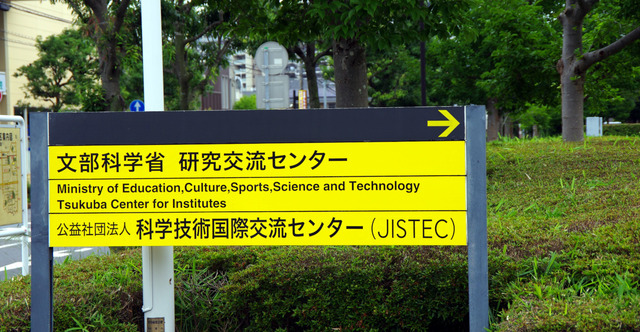 文部科学省 研究交流センター
Ministry of Education,Culture,Sports,Science and Technology
Tsukuba Center for Institutes
公益社団法人 科学技術国際交流センター(JISTEC)